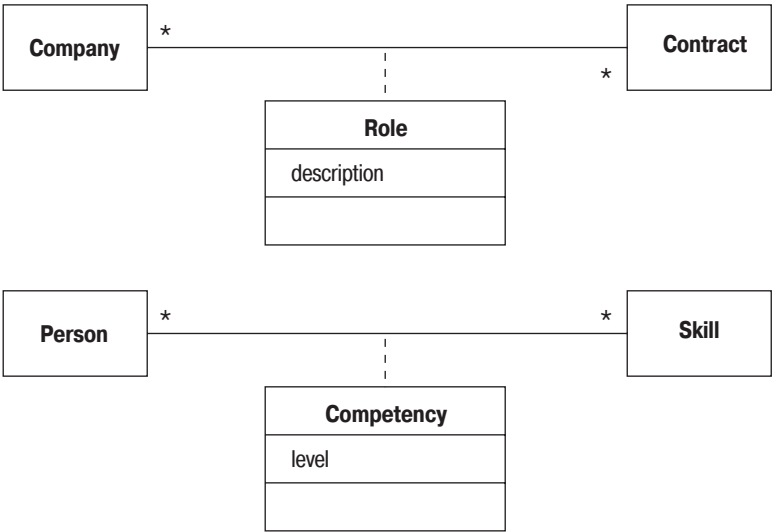 Company
*
Contract
*
Role
description
Person
*
*
Skill
Competency
level